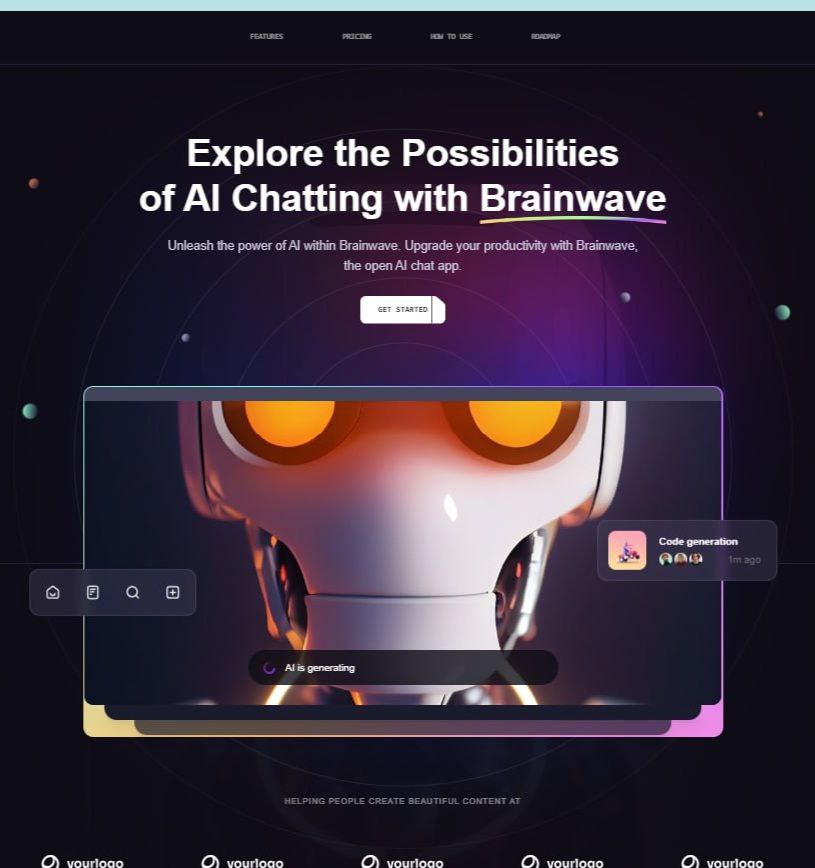 FEATURES
PRICING
HOW TO USE
ROADMAP
Explore the Possibilities
of AI Chatting with Brainwave
Unleash the power of AI within Brainwave. Upgrade your productivity with Brainwave,
the open AI chat app.
GET STARTED
Code generation
1m ago
AI is generating
HELPING PEOPLE CREATE BEAUTIFUL CONTENT AT
yourlogo
yourlogo
yourlogo
yourlogo
yourlogo